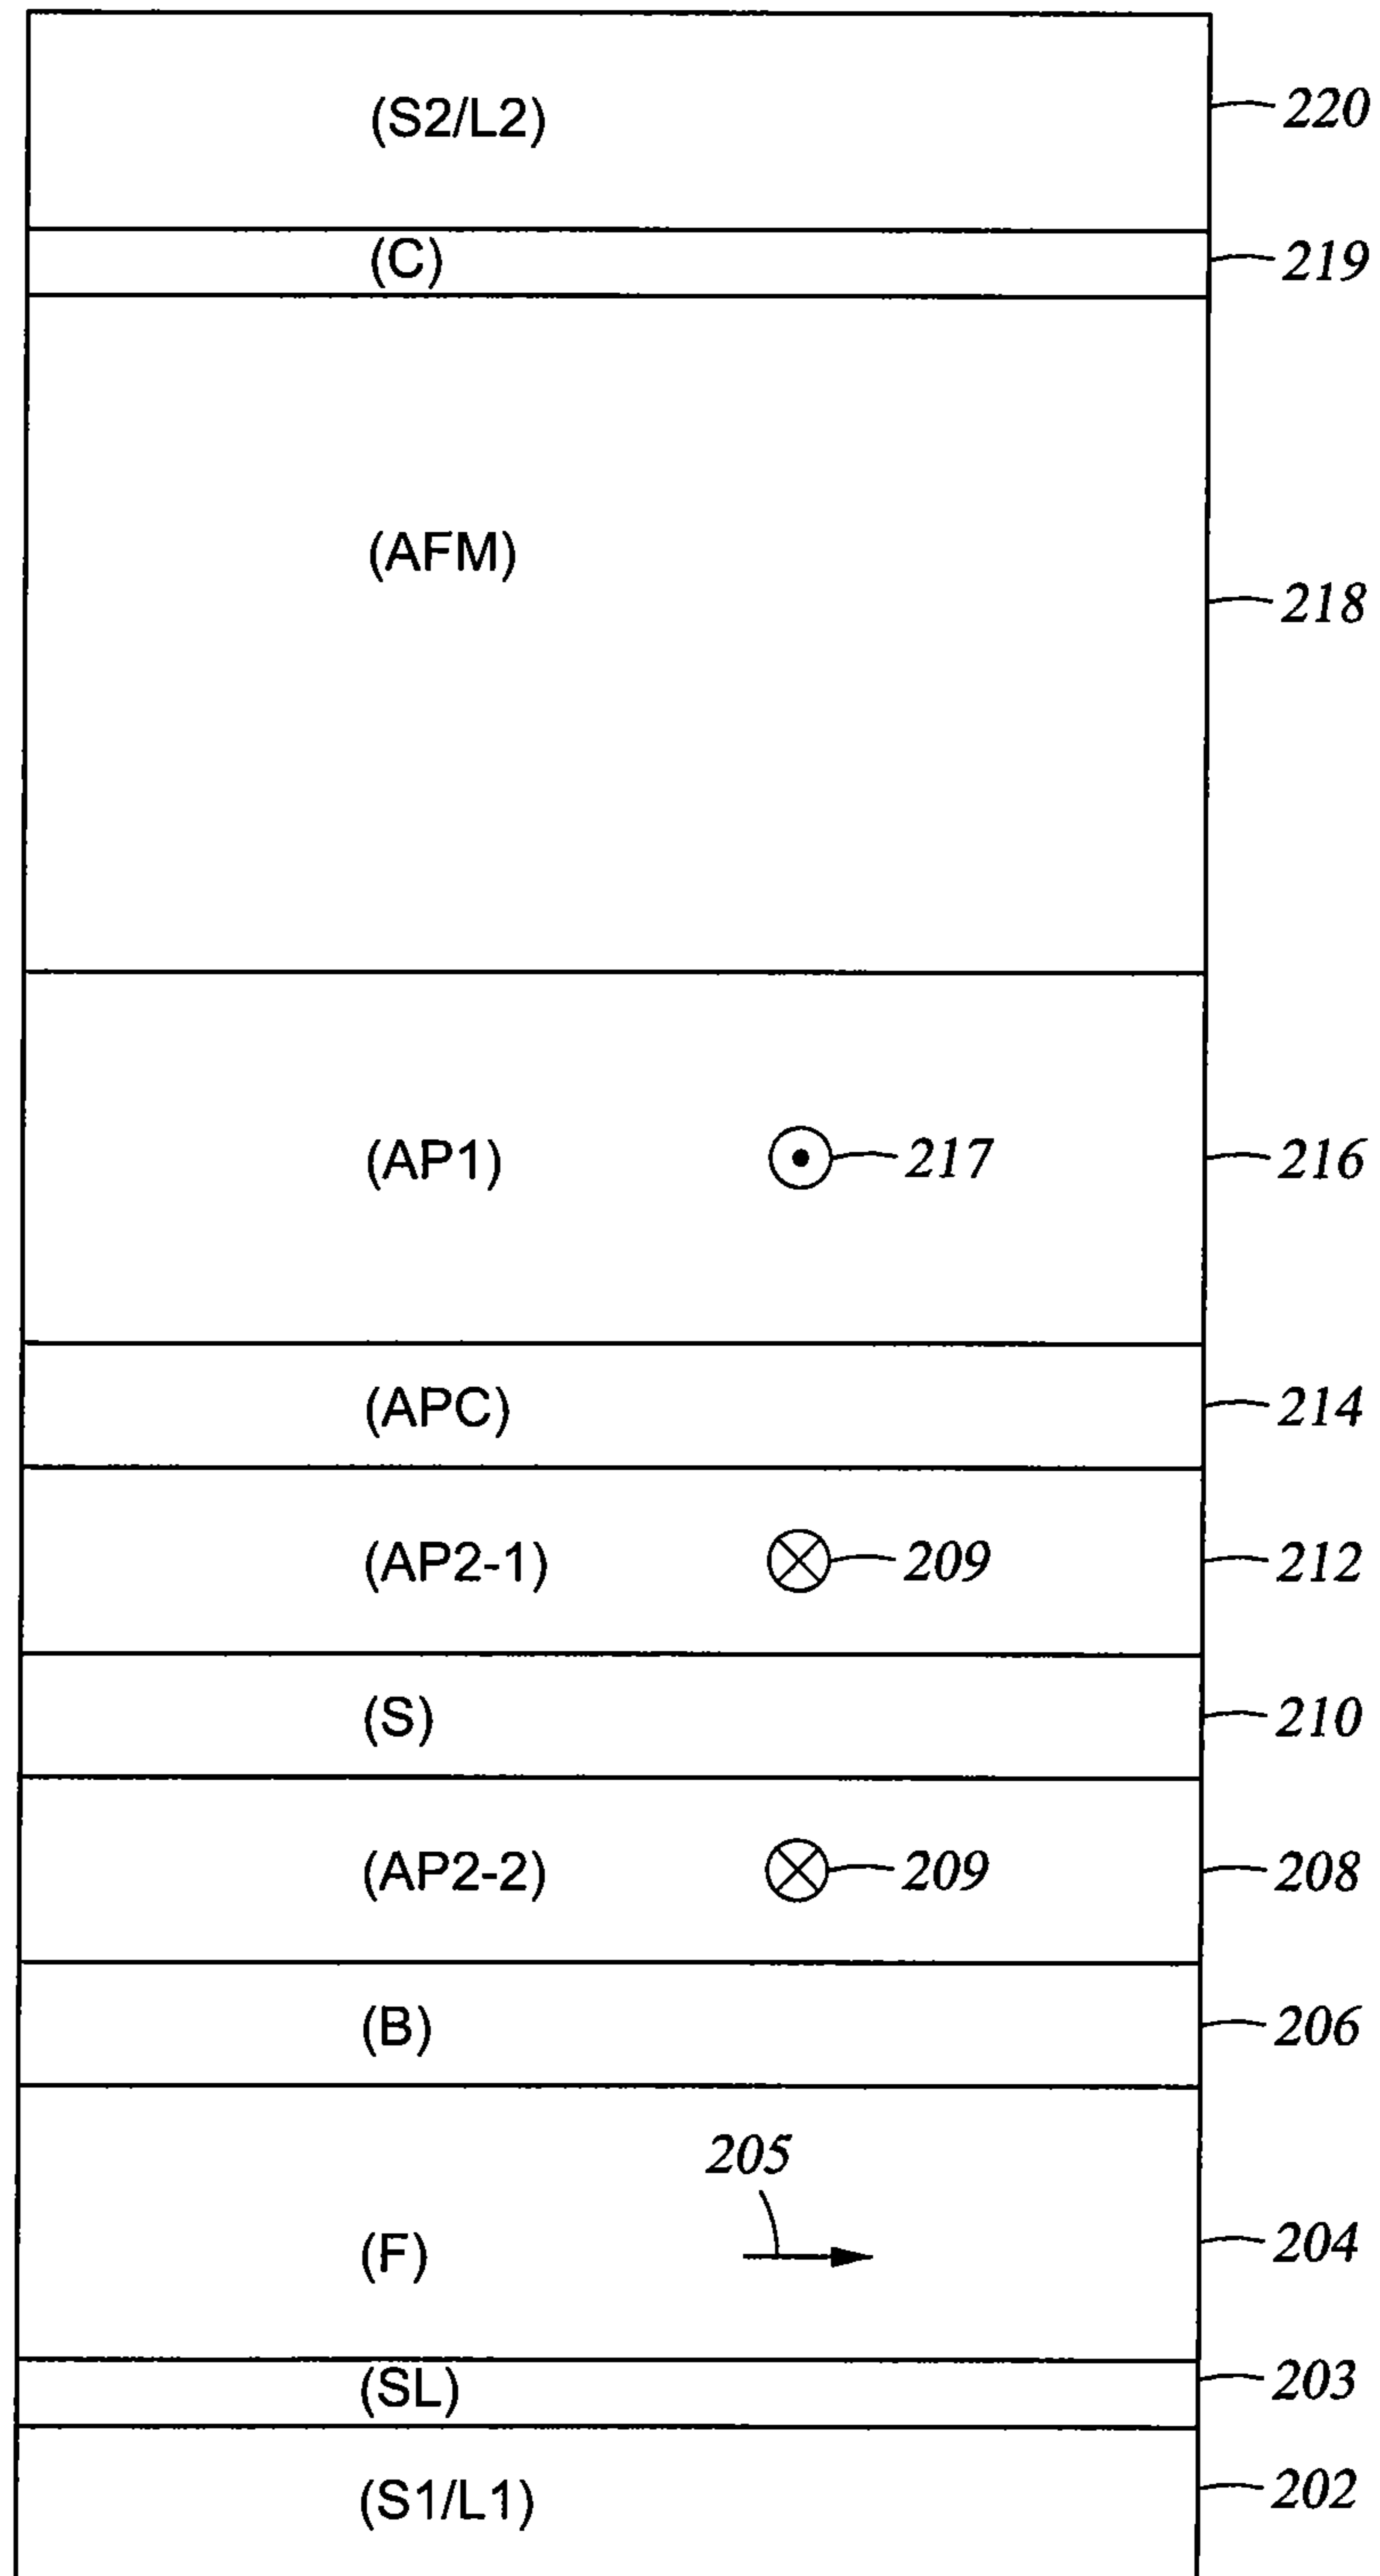 (S2/L2) 220
(C) 219
(AFM) 218
(AP1) 217 216
(APC) 214
(AP2-1) 209 212
(S) 210
(AP2-2) 209 208
(B) 206
205
(F) 204
(SL) 203
(S1/L1) 202